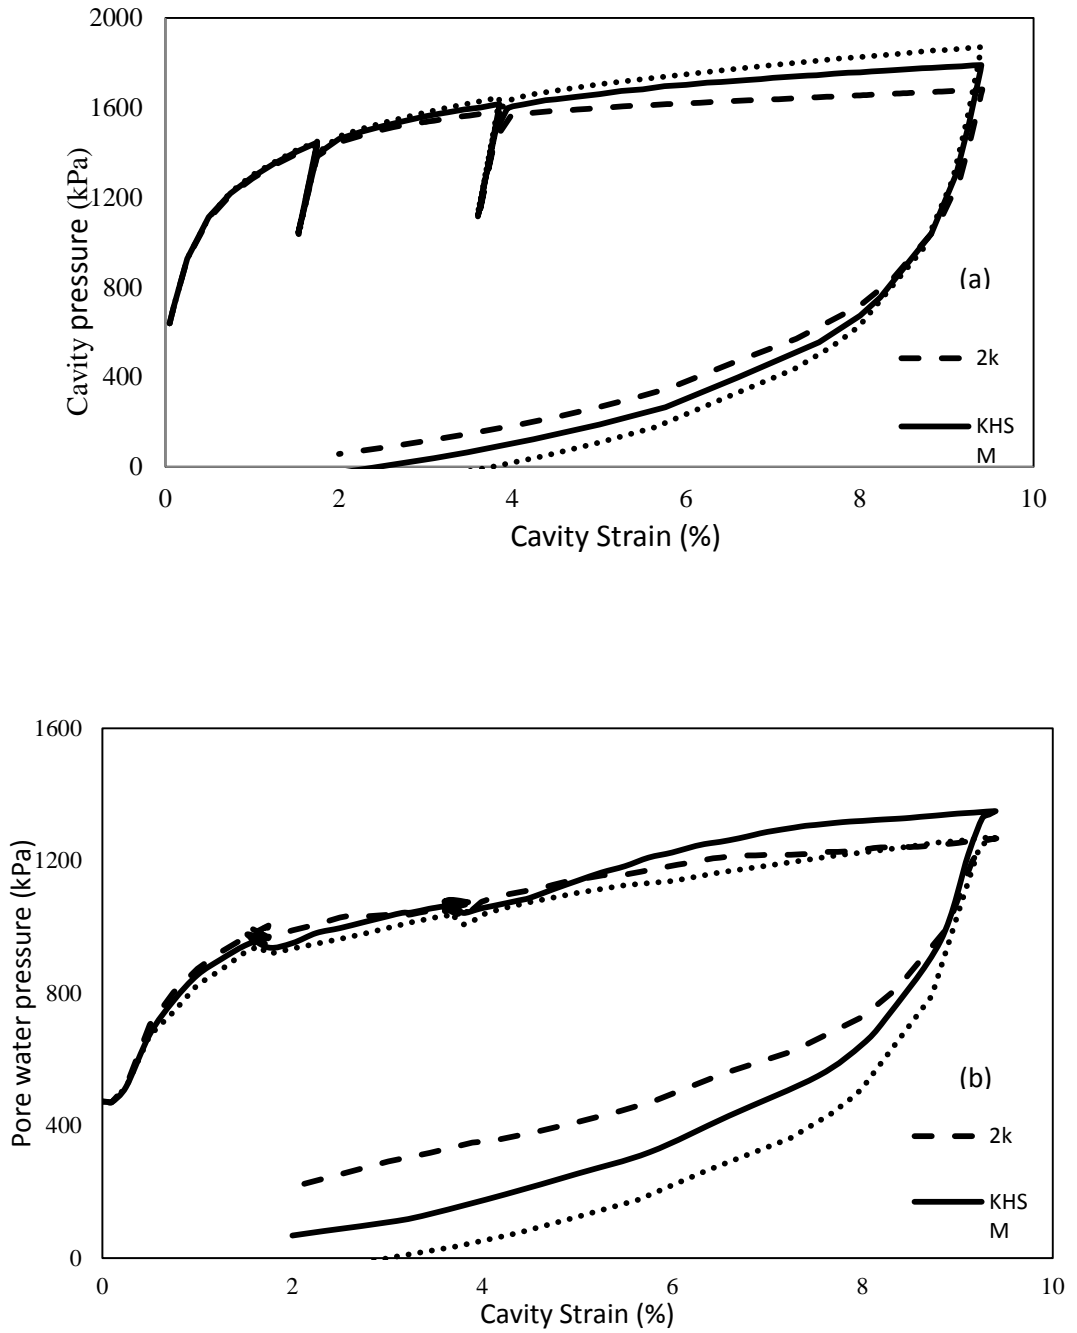 2000
1600
1200
800
400
0
Cavity pressure (kPa)
(a)
2k
KHS
M
0 2 4 6 8 10
Cavity Strain (%)
1600
1200
800
400
0
Pore water pressure (kPa)
(b)
2k
KHS
M
0 2 4 6 8 10
Cavity Strain (%)